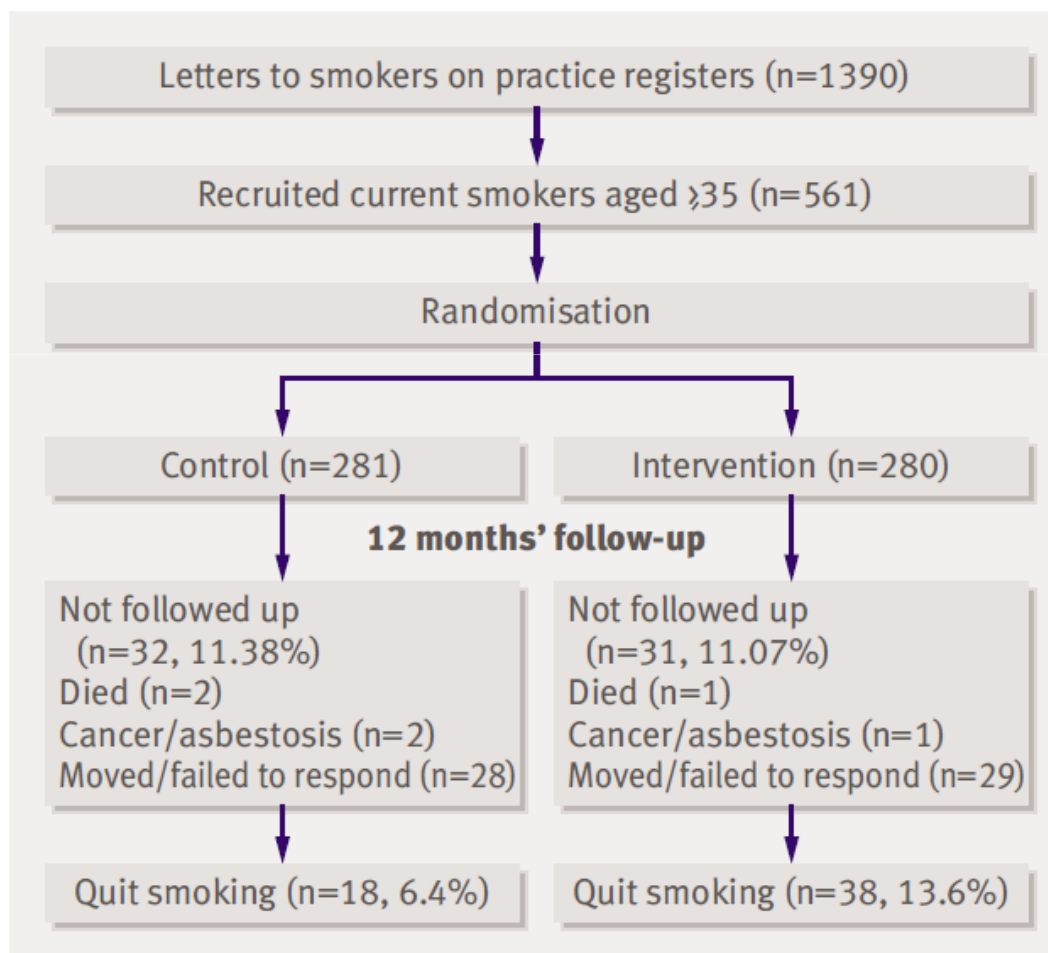 Letters to smokers on practice registers (n=1390)
Recruited current smokers aged ⩾35 (n=561)
Randomisation
Control (n=281)
Intervention (n=280)
12 months’ follow-up
Not followed up
(n=32, 11.38%)
Died (n=2)
Cancer/asbestosis (n=2)
Moved/failed to respond (n=28)
Not followed up
(n=31, 11.07%)
Died (n=1)
Cancer/asbestosis (n=1)
Moved/failed to respond (n=29)
Quit smoking (n=18, 6.4%)
Quit smoking (n=38, 13.6%)